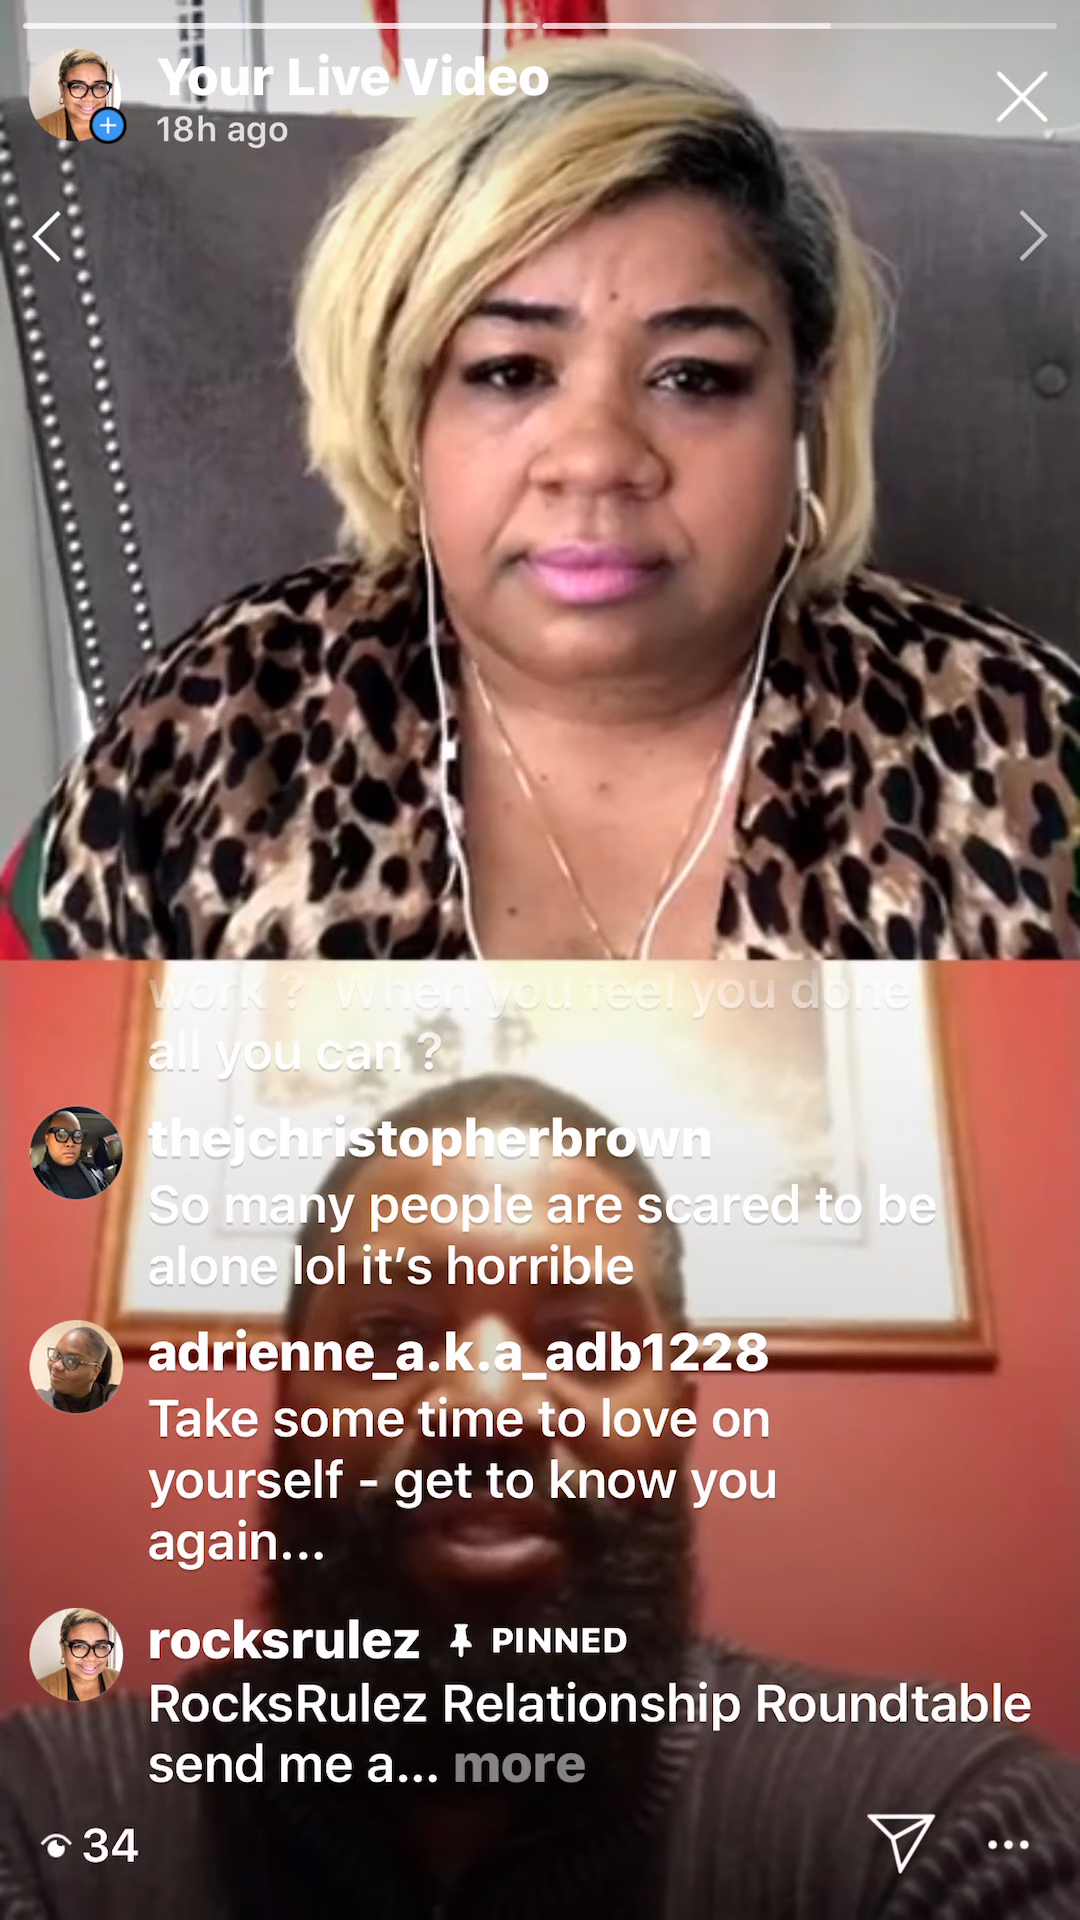 Your Live Video
18h ago
work ? When you feel you done
all you can ?
thejchristopherbrown
So many people are scared to be
alone lol it’s horrible
adrienne_a.k.a_adb1228
Take some time to love on
yourself - get to know you
again...
rocksrulez PINNED
RocksRulez Relationship Roundtable
send me a... more
34